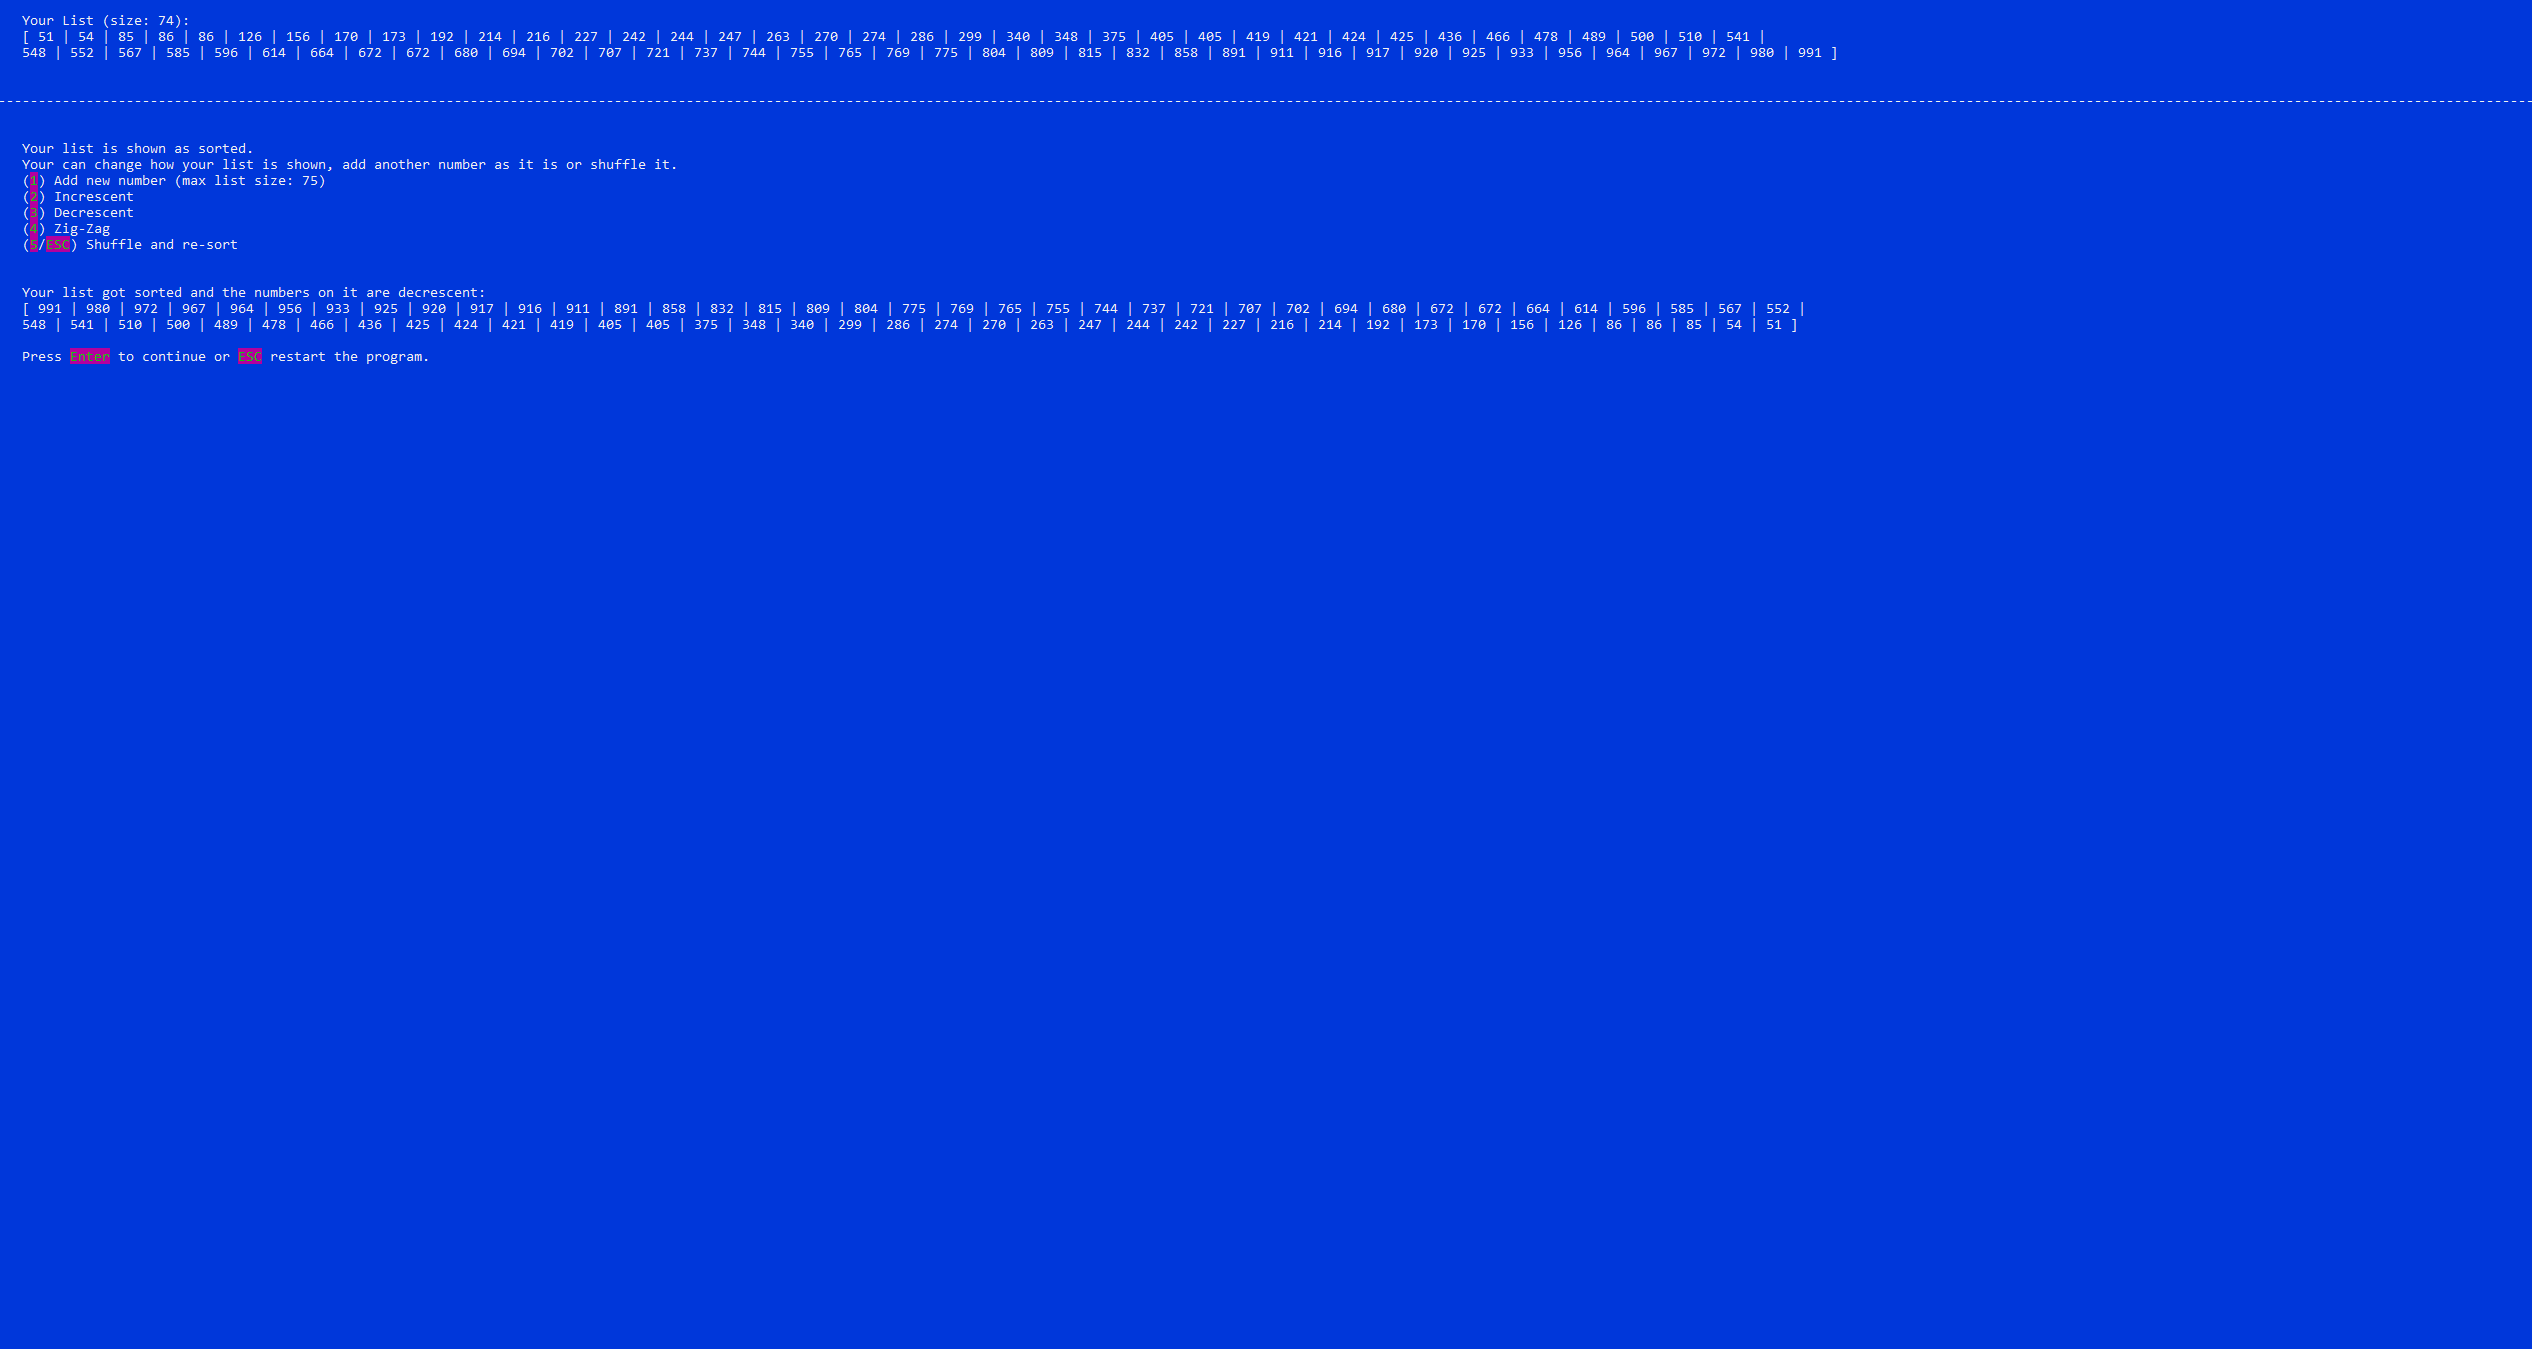 Your List (size: 74):
[ 51 | 54 | 85 | 86 | 86 | 126 | 156 | 170 | 173 | 192 | 214 | 216 | 227 | 242 | 244 | 247 | 263 | 270 | 274 | 286 | 299 | 340 | 348 | 375 | 405 | 405 | 419 | 421 | 424 | 425 | 436 | 466 | 478 | 489 | 500 | 510 | 541 |
548 | 552 | 567 | 585 | 596 | 614 | 664 | 672 | 672 | 680 | 694 | 702 | 707 | 721 | 737 | 744 | 755 | 765 | 769 | 775 | 804 | 809 | 815 | 832 | 858 | 891 | 911 | 916 | 917 | 920 | 925 | 933 | 956 | 964 | 967 | 972 | 980 | 991 ]
Your list is shown as sorted.
Your can change how your list is shown, add another number as it is or shuffle it.
(1) Add new number (max list size: 75)
(2) Increscent
(3) Decrescent
(4) Zig-Zag
(5/ESC) Shuffle and re-sort
Your list got sorted and the numbers on it are decrescent:
[ 991 | 980 | 972 | 967 | 964 | 956 | 933 | 925 | 920 | 917 | 916 | 911 | 891 | 858 | 832 | 815 | 809 | 804 | 775 | 769 | 765 | 755 | 744 | 737 | 721 | 707 | 702 | 694 | 680 | 672 | 672 | 664 | 614 | 596 | 585 | 567 | 552 |
548 | 541 | 510 | 500 | 489 | 478 | 466 | 436 | 425 | 424 | 421 | 419 | 405 | 405 | 375 | 348 | 340 | 299 | 286 | 274 | 270 | 263 | 247 | 244 | 242 | 227 | 216 | 214 | 192 | 173 | 170 | 156 | 126 | 86 | 86 | 85 | 54 | 51 ]
Press Enter to continue or ESC restart the program.